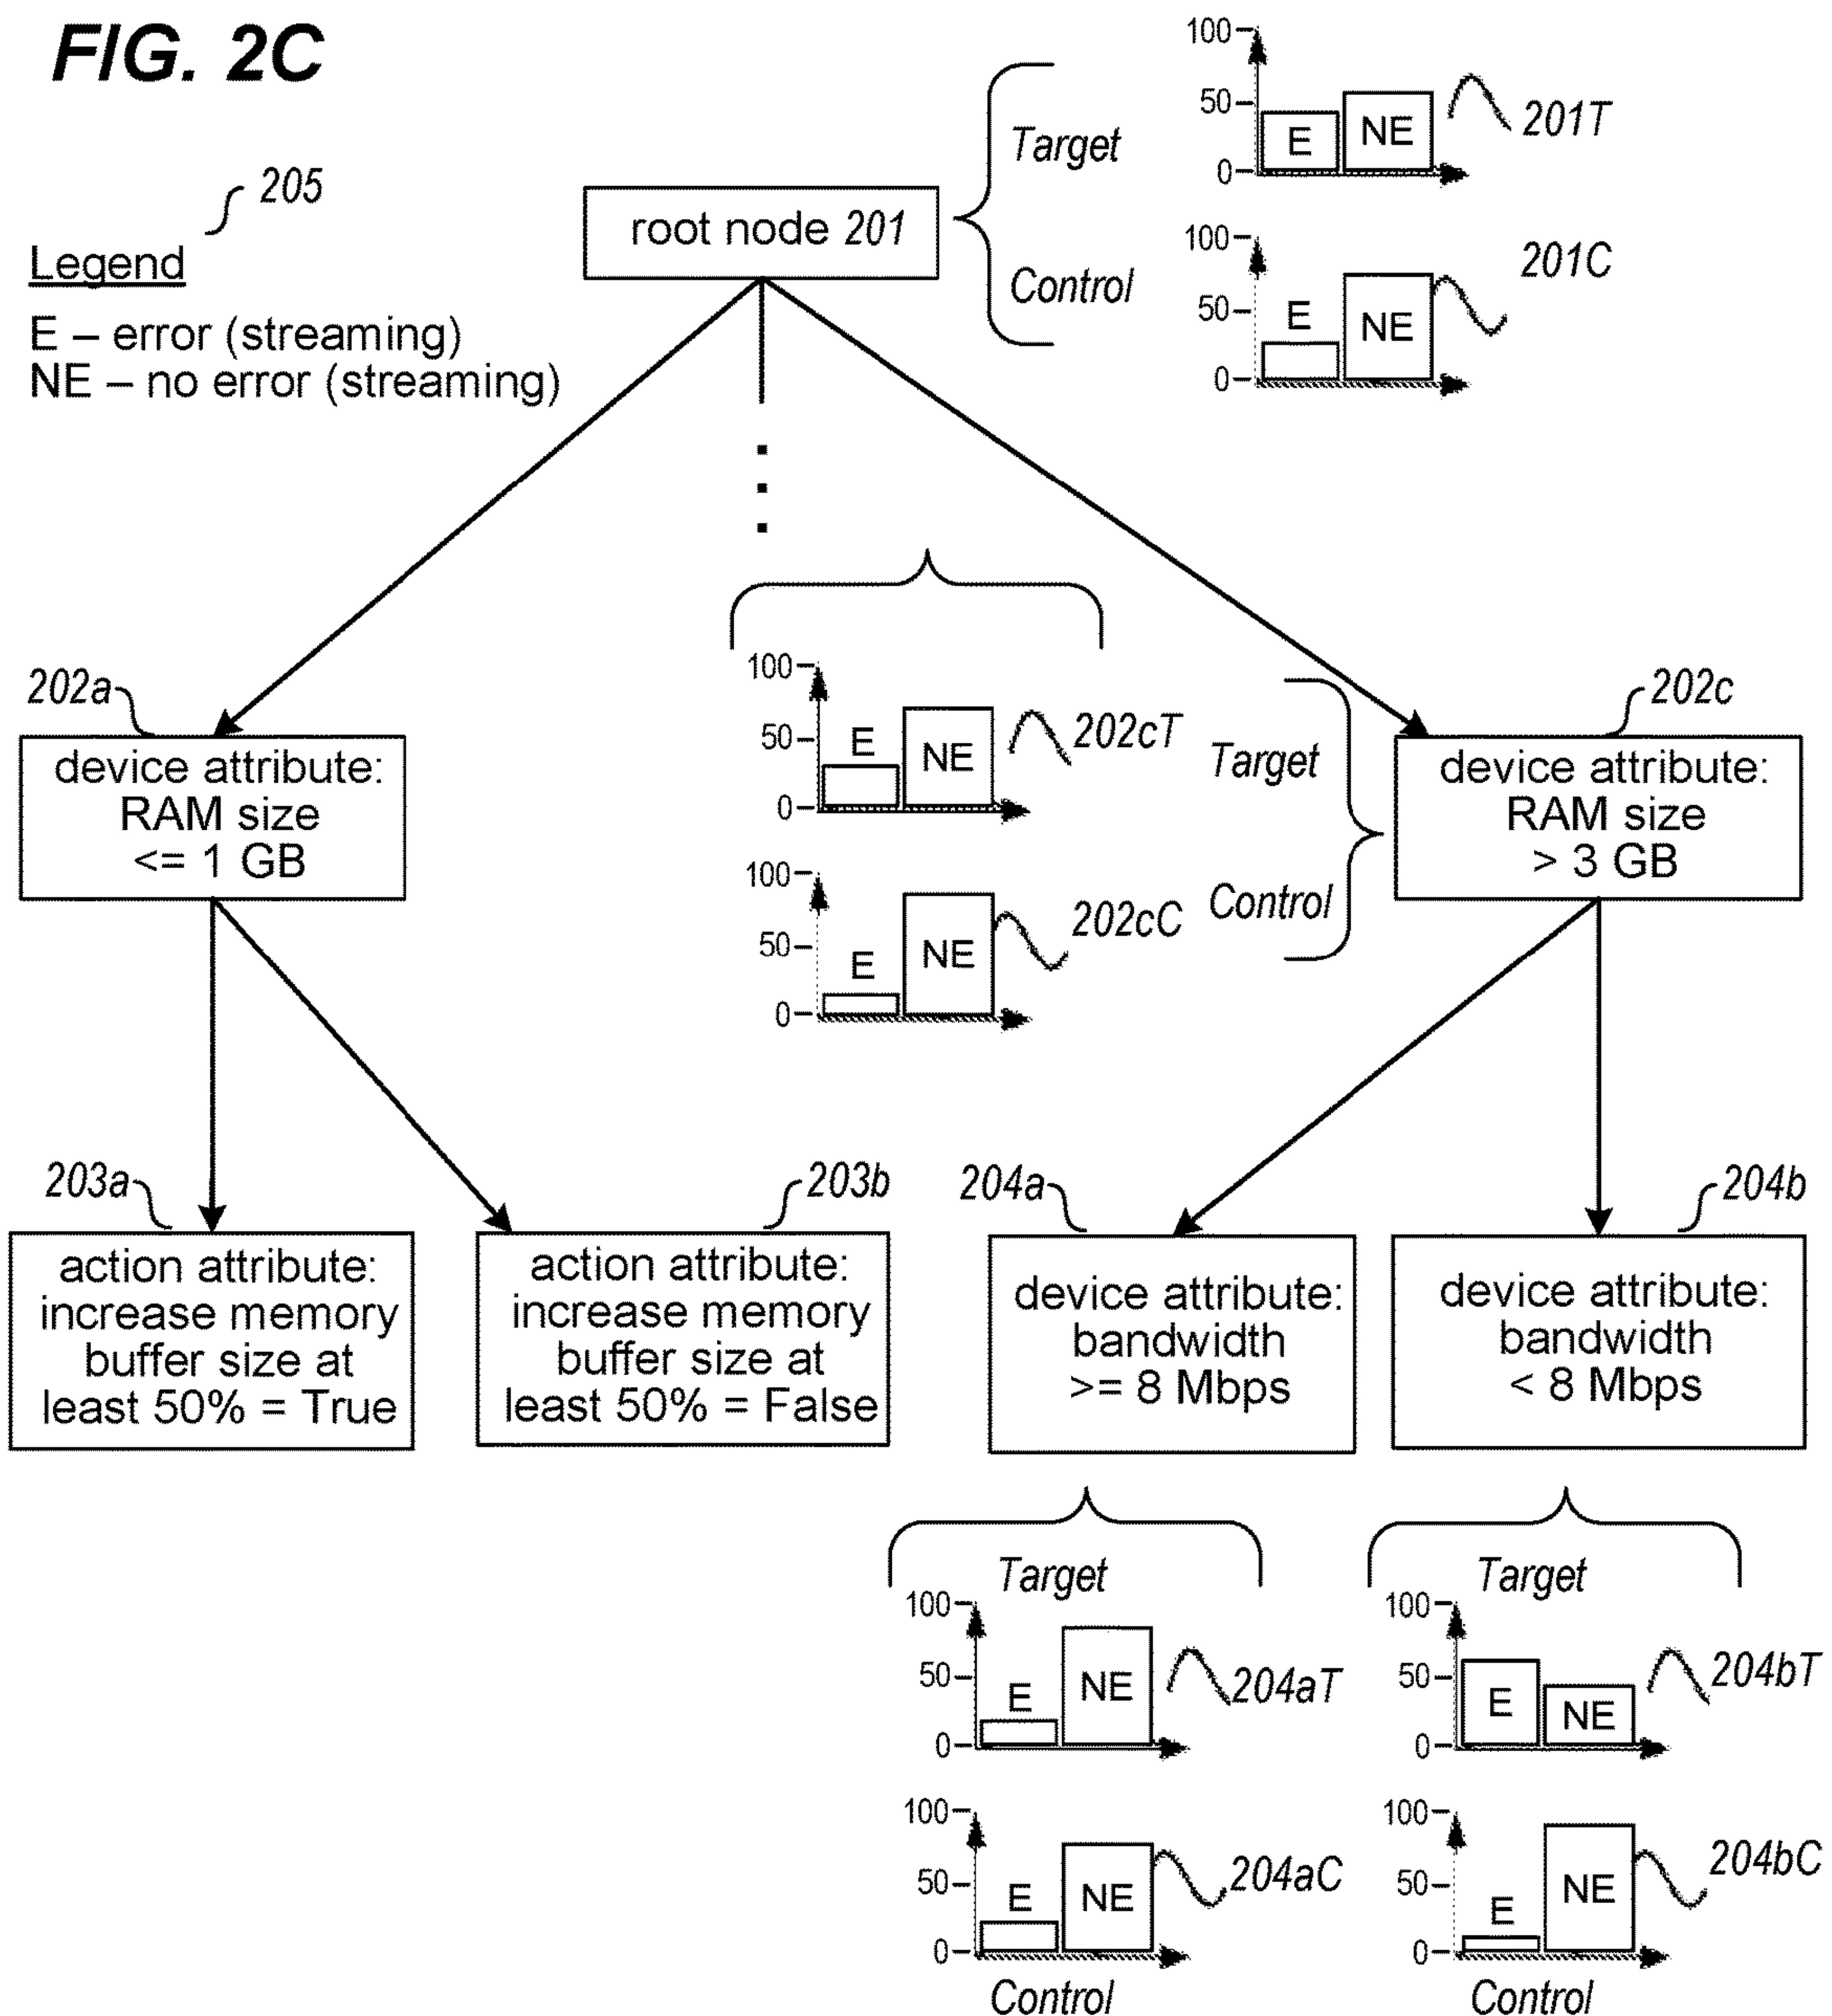 FIG. 2C
205
Legend
E – error (streaming)
NE – no error (streaming)
root node 201
Target
Control
100
50
0
E
NE
201T
100
50
0
E
NE
201C
202a
device attribute:
RAM size
<= 1 GB
100
50
0
E
NE
202cT
100
50
0
E
NE
202cC
Target
Control
202c
device attribute:
RAM size
> 3 GB
203a
action attribute:
increase memory
buffer size at
least 50% = True
203b
action attribute:
increase memory
buffer size at
least 50% = False
204a
device attribute:
bandwidth
>= 8 Mbps
204b
device attribute:
bandwidth
< 8 Mbps
Target
100
50
0
E
NE
204aT
100
50
0
E
NE
204aC
Control
Target
100
50
0
E
NE
204bT
100
50
0
E
NE
204bC
Control